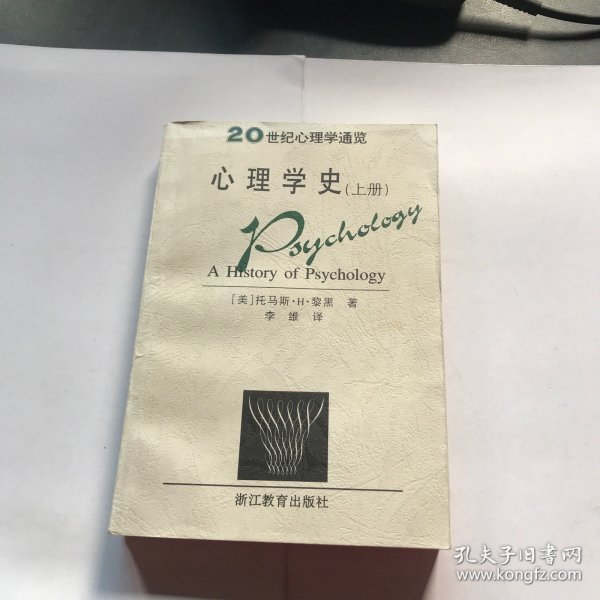 20世纪心理学通览
心理学史(上册)
Psychology
A History of Psychology
[美]托马斯·H·黎黑 著
李维 译
浙江教育出版社
孔夫子旧书网
www.kongfz.com